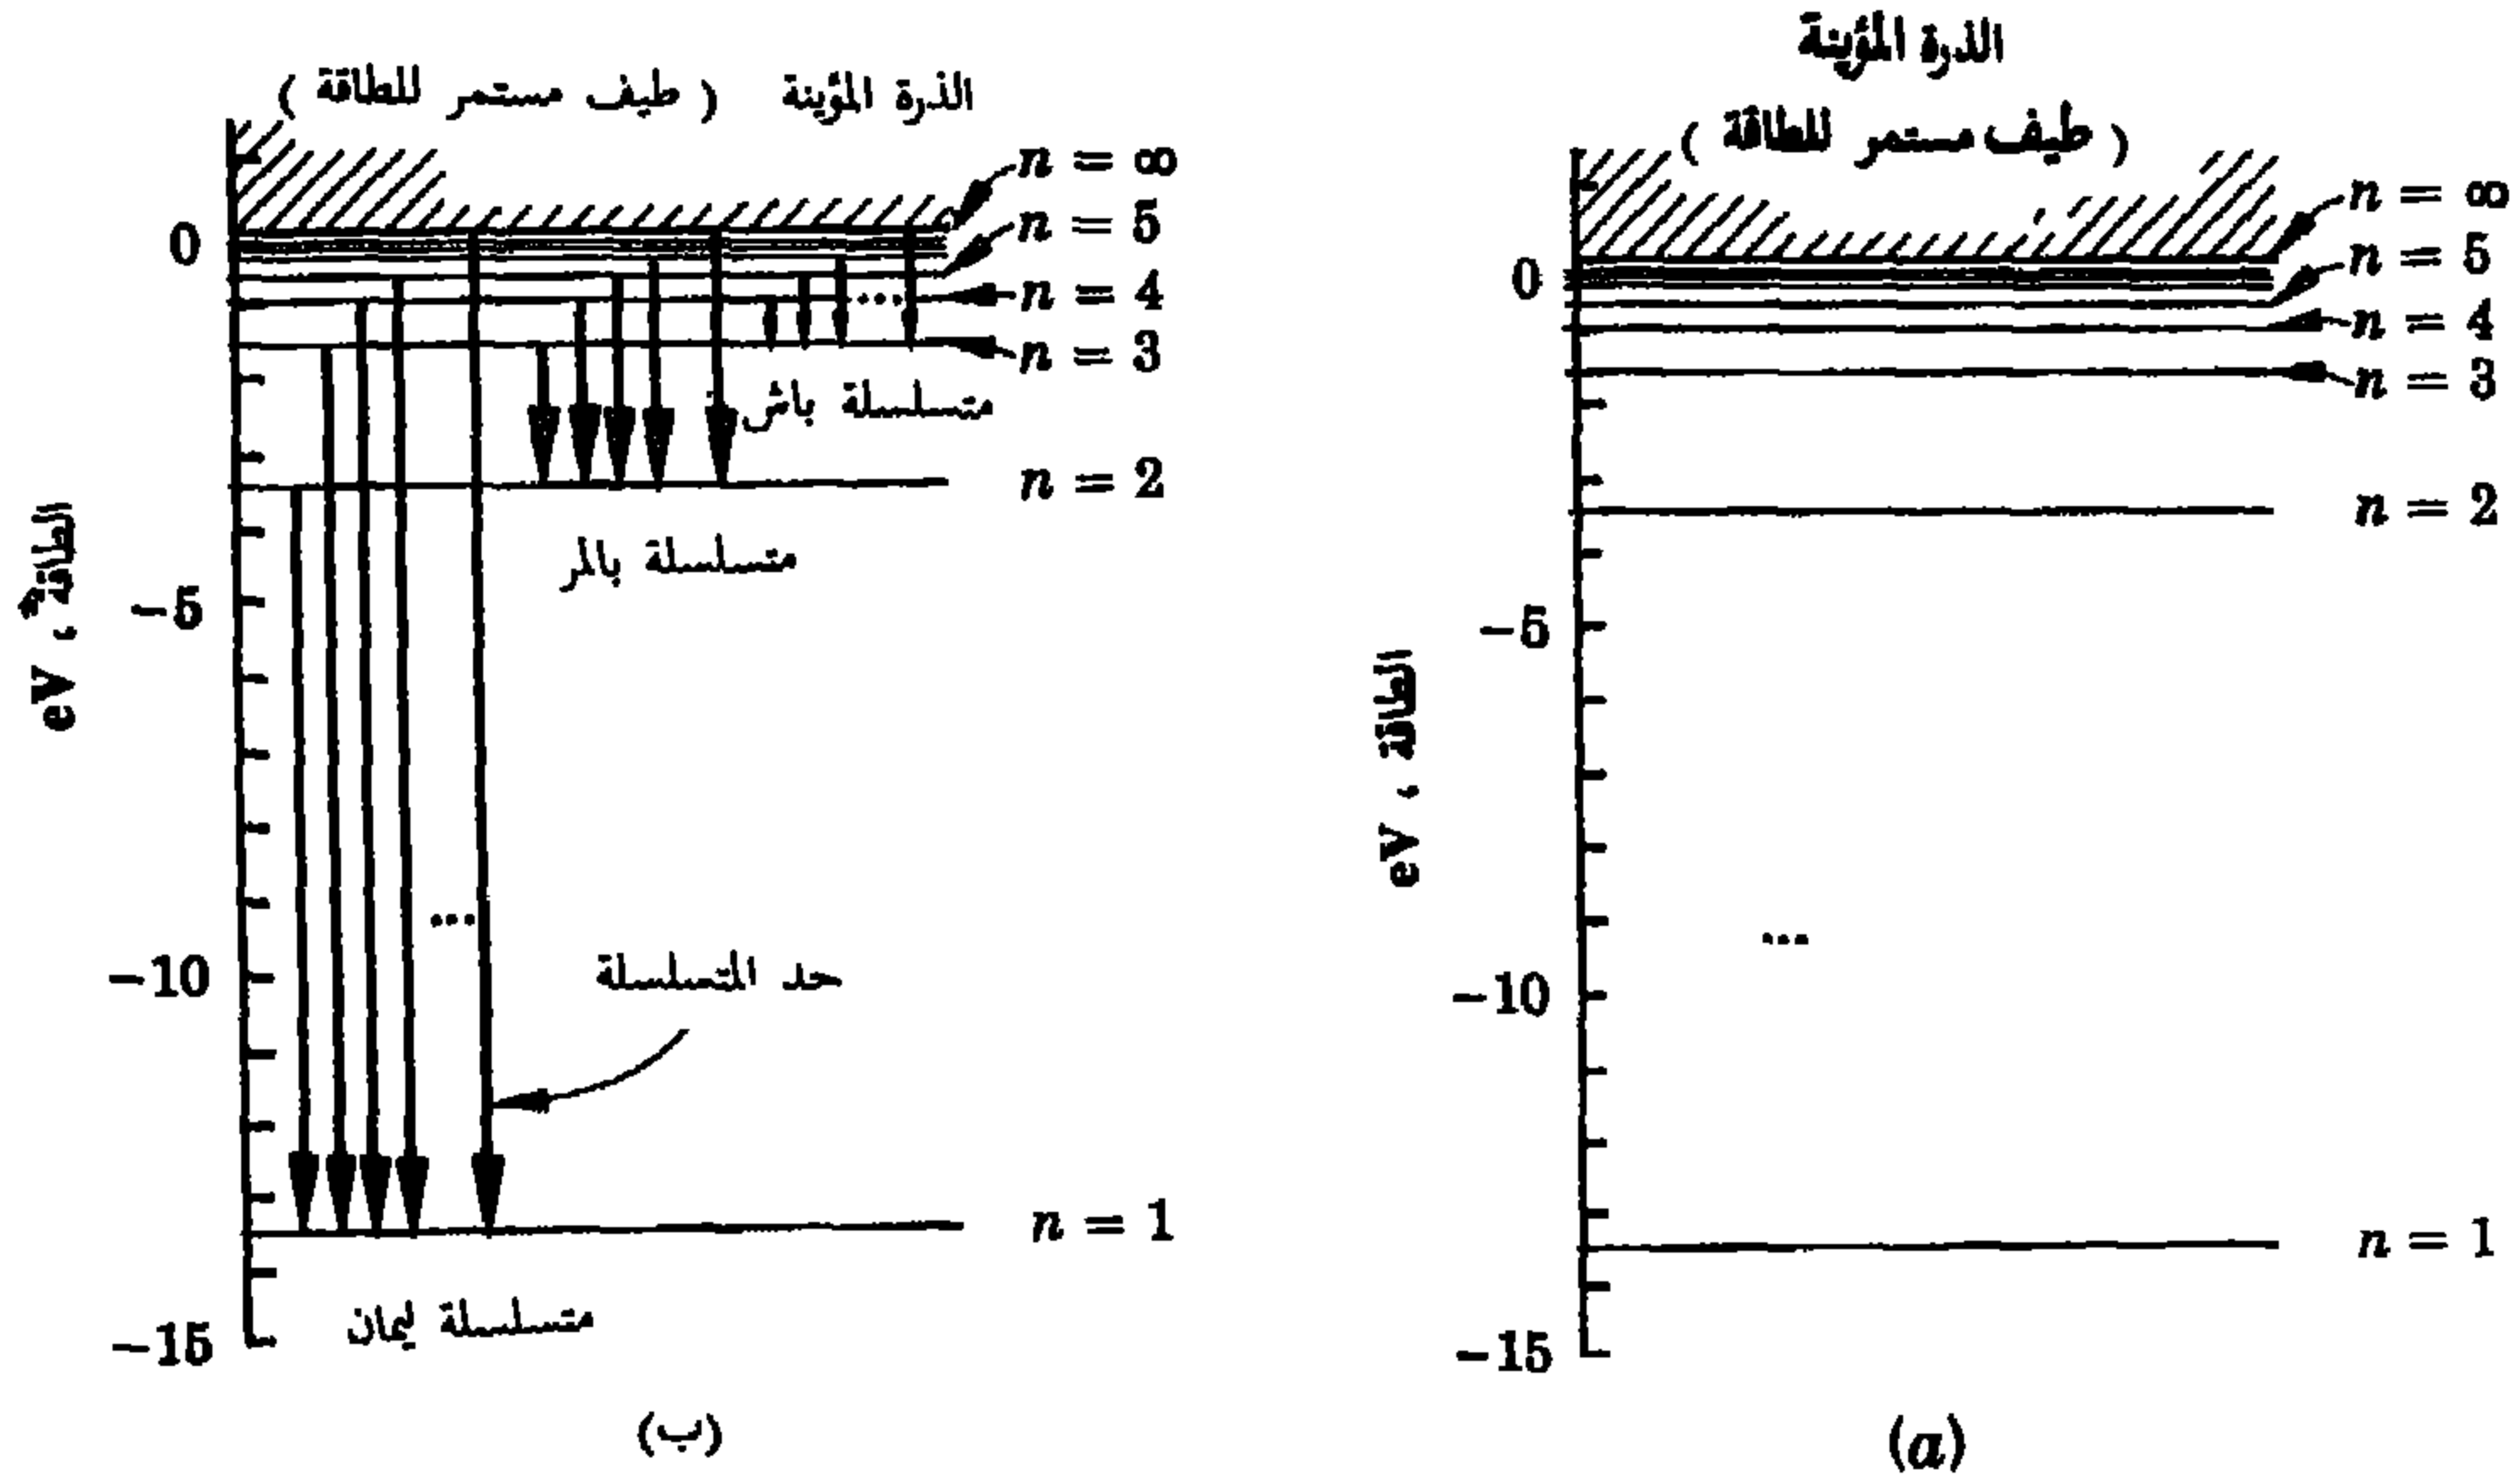 الذرة المؤينة
( طيف مستمر للطاقة )
n = ∞
n = 5
n = 4
n = 3
n = 2
n = 1
0
−5
−10
−15
الطاقة ، eV
...
(a)
الذرة المؤينة ( طيف مستمر للطاقة )
n = ∞
n = 5
n = 4
n = 3
n = 2
n = 1
0
−5
−10
−15
الطاقة ، eV
...
متسلسلة باشن
متسلسلة بالمر
...
حد المتسلسلة
متسلسلة ليمان
(ب)